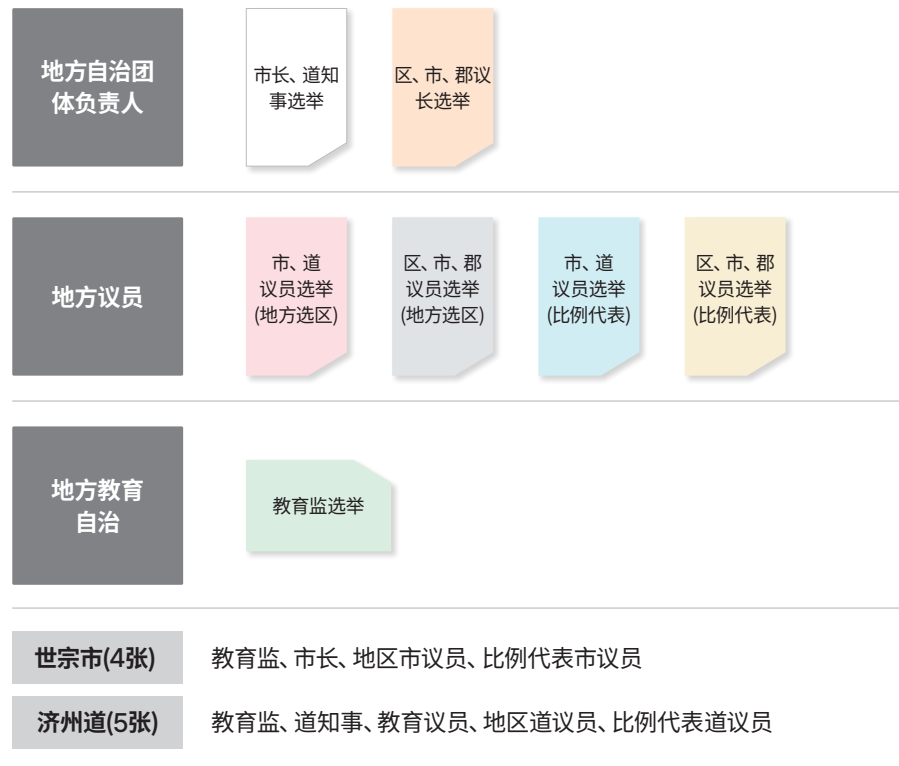 地方自治团
体负责人
市长、道知
事选举
区、市、郡议
长选举
地方议员
市、道
议员选举
(地方选区)
区、市、郡
议员选举
(地方选区)
市、道
议员选举
(比例代表)
区、市、郡
议员选举
(比例代表)
地方教育
自治
教育监选举
世宗市(4张)
教育监、市长、地区市议员、比例代表市议员
济州道(5张)
教育监、道知事、教育议员、地区道议员、比例代表道议员